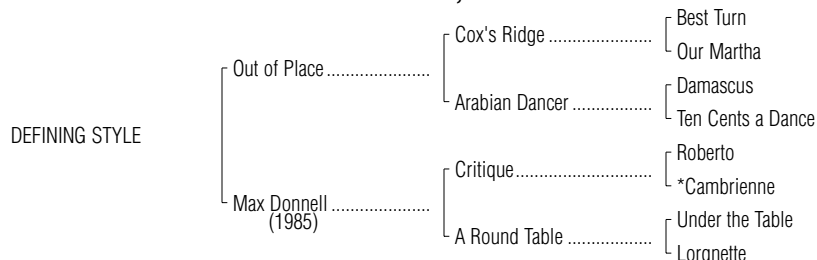 Best Turn
Cox's Ridge ........................
Our Martha
Out of Place ........................
Damascus
Arabian Dancer ..................
Ten Cents a Dance
DEFINING STYLE
Roberto
Critique ...............................
*Cambrienne
Max Donnell .......................
(1985)
Under the Table
A Round Table ...................
Lorgnette